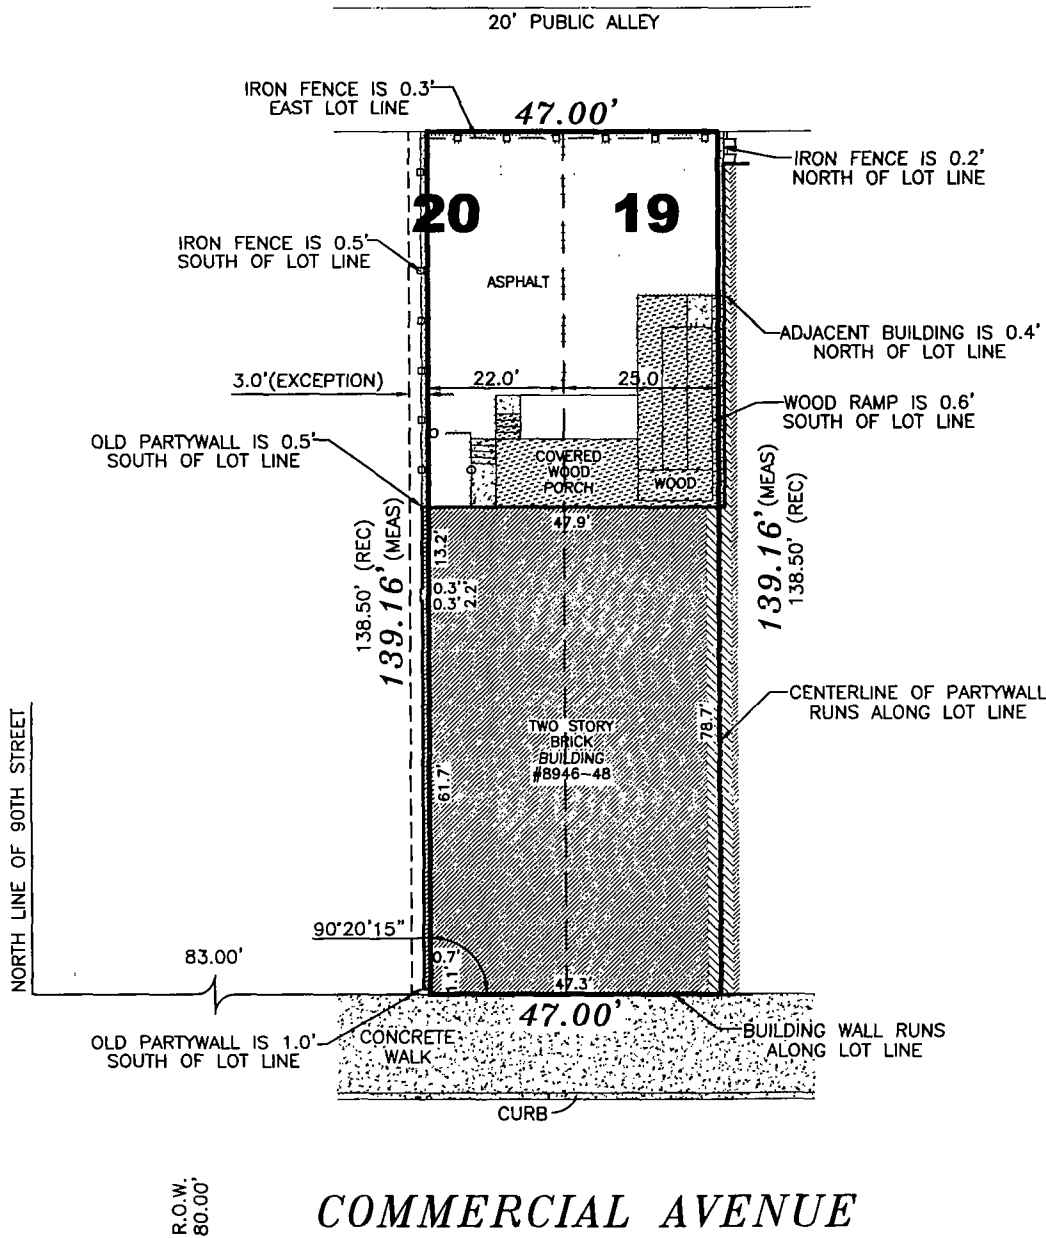 20' PUBLIC ALLEY
IRON FENCE IS 0.3'
EAST LOT LINE
47.00'
IRON FENCE IS 0.2'
NORTH OF LOT LINE
20
19
IRON FENCE IS 0.5'
SOUTH OF LOT LINE
ASPHALT
ADJACENT BUILDING IS 0.4'
NORTH OF LOT LINE
3.0'(EXCEPTION)
22.0'
25.0
WOOD RAMP IS 0.6'
SOUTH OF LOT LINE
OLD PARTYWALL IS 0.5'
SOUTH OF LOT LINE
COVERED
WOOD
PORCH
WOOD
47.9'
13.2'
0.3'
0.3'
2.2'
138.50' (REC)
139.16' (MEAS)
139.16' (MEAS)
138.50' (REC)
CENTERLINE OF PARTYWALL
RUNS ALONG LOT LINE
78.7'
TWO STORY
BRICK
BUILDING
#8946-48
61.7'
NORTH LINE OF 90TH STREET
90°20'15"
83.00'
0.7'
1.1'
47.3'
47.00'
OLD PARTYWALL IS 1.0'
SOUTH OF LOT LINE
CONCRETE
WALK
BUILDING WALL RUNS
ALONG LOT LINE
CURB
R.O.W.
80.00'
COMMERCIAL AVENUE